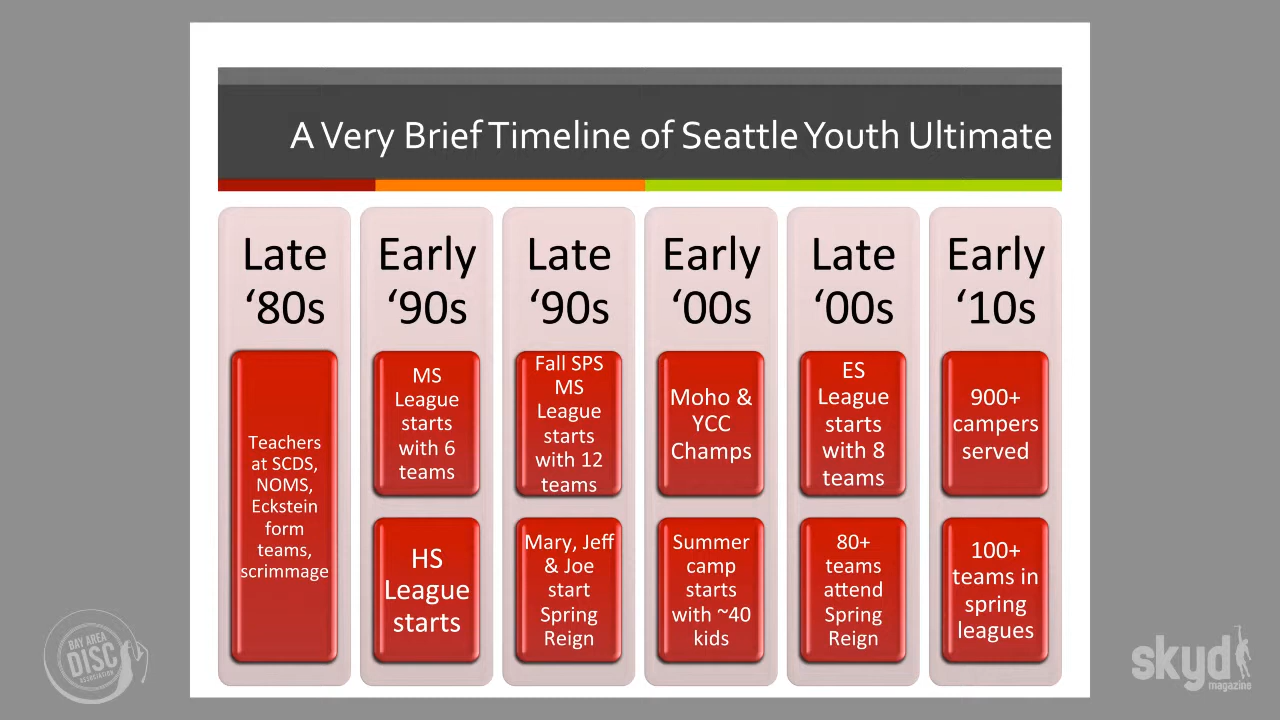 A Very Brief Timeline of Seattle Youth Ultimate
Late
‘80s
Teachers
at SCDS,
NOMS,
Eckstein
form
teams,
scrimmage
Early
‘90s
MS
League
starts
with 6
teams
HS
League
starts
Late
‘90s
Fall SPS
MS
League
starts
with 12
teams
Mary, Jeff
& Joe
start
Spring
Reign
Early
‘00s
Moho &
YCC
Champs
Summer
camp
starts
with ~40
kids
Late
‘00s
ES
League
starts
with 8
teams
80+
teams
attend
Spring
Reign
Early
‘10s
900+
campers
served
100+
teams in
spring
leagues
BAY AREA
DISC
ASSOCIATION
skyd
magazine